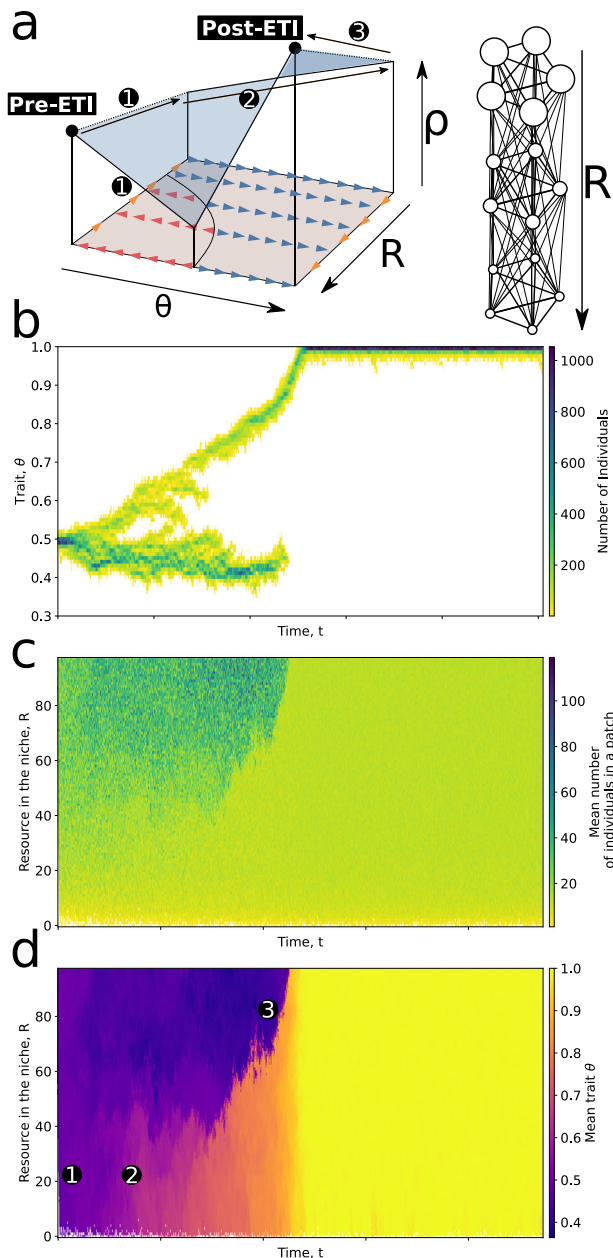 a
Post-ETI
3
Pre-ETI
1
2
ρ
1
R
R
θ
b
1.0
0.9
0.8
0.7
0.6
0.5
0.4
0.3
Trait, θ
Time, t
1000
800
600
400
200
Number of Individuals
c
80
60
40
20
0
Resource in the niche, R
Time, t
100
80
60
40
20
Mean number
of individuals in a patch
d
80
60
40
20
0
Resource in the niche, R
1
2
3
Time, t
1.0
0.9
0.8
0.7
0.6
0.5
0.4
Mean trait θ